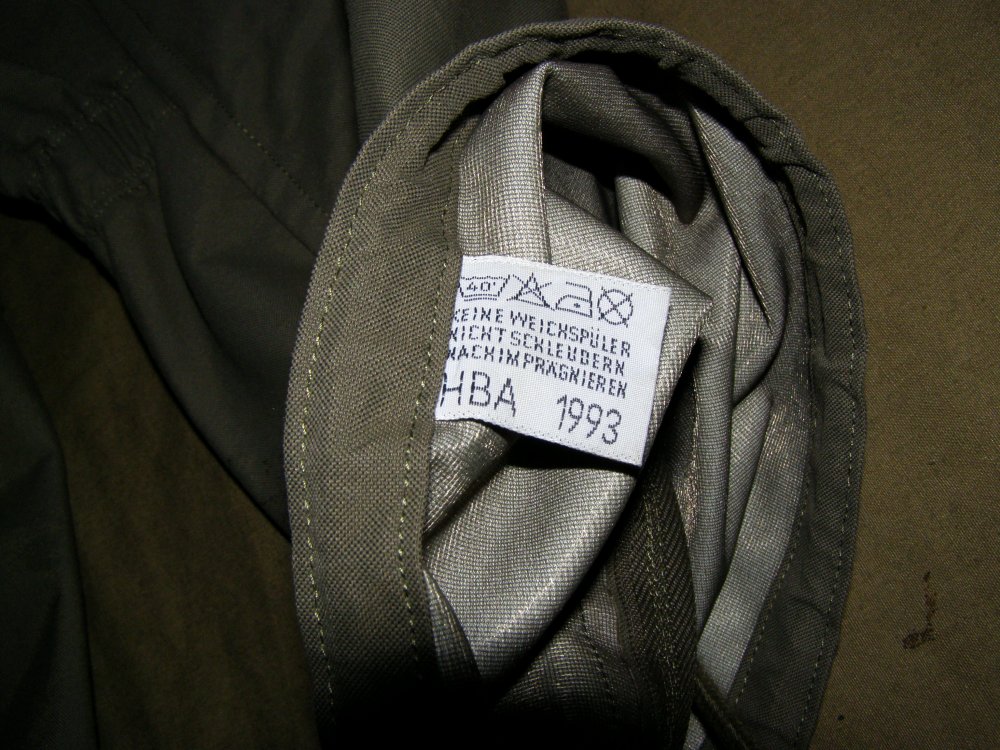 40°
KEINE WEICHSPÜLER
NICHT SCHLEUDERN
NACHIMPRÄGNIEREN
HBA 1993